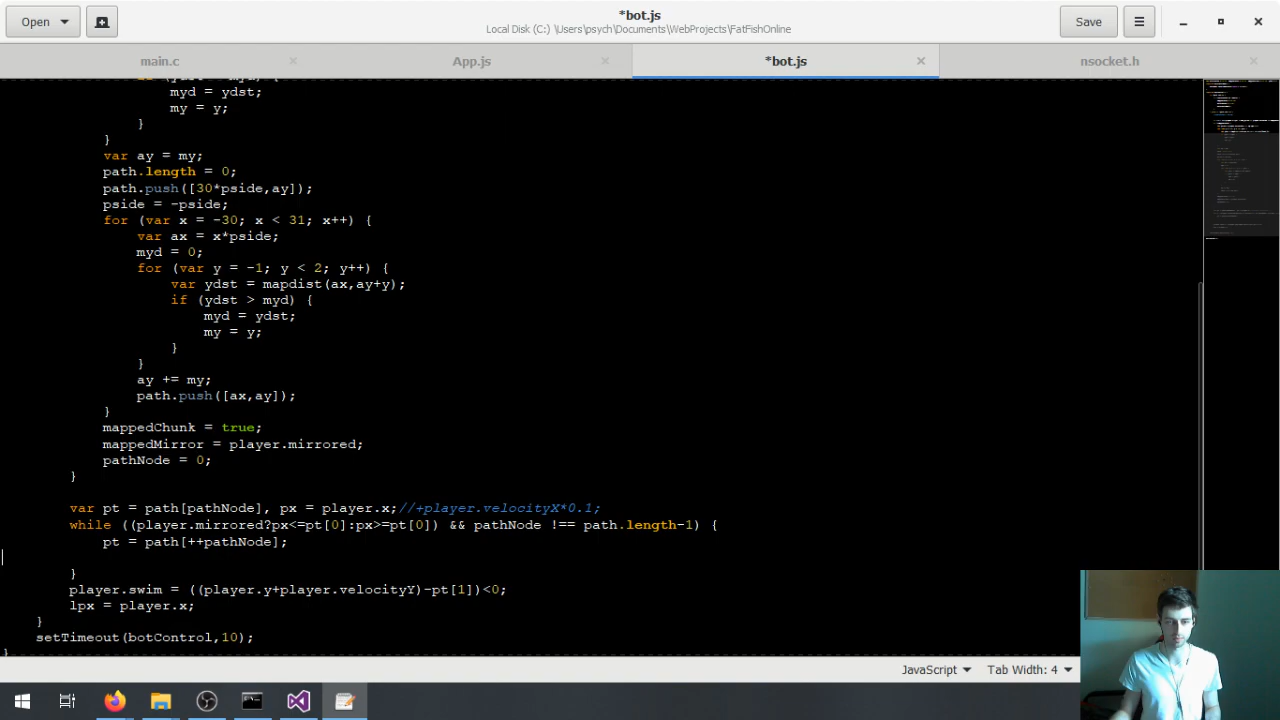 Open
*bot.js
Local Disk (C:) \Users\psych\Documents\WebProjects\FatFishOnline
Save
main.c
App.js
*bot.js
nsocket.h
myd = ydst;
my = y;
}
}
var ay = my;
path.length = 0;
path.push([30*pside,ay]);
pside = -pside;
for (var x = -30; x < 31; x++) {
var ax = x*pside;
myd = 0;
for (var y = -1; y < 2; y++) {
var ydst = mapdist(ax,ay+y);
if (ydst > myd) {
myd = ydst;
my = y;
}
}
ay += my;
path.push([ax,ay]);
}
mappedChunk = true;
mappedMirror = player.mirrored;
pathNode = 0;
}
var pt = path[pathNode], px = player.x;//+player.velocityX*0.1;
while ((player.mirrored?px<=pt[0]:px>=pt[0]) && pathNode !== path.length-1) {
pt = path[++pathNode];
}
player.swim = ((player.y+player.velocityY)-pt[1])<0;
lpx = player.x;
}
setTimeout(botControl,10);
}
JavaScript
Tab Width: 4